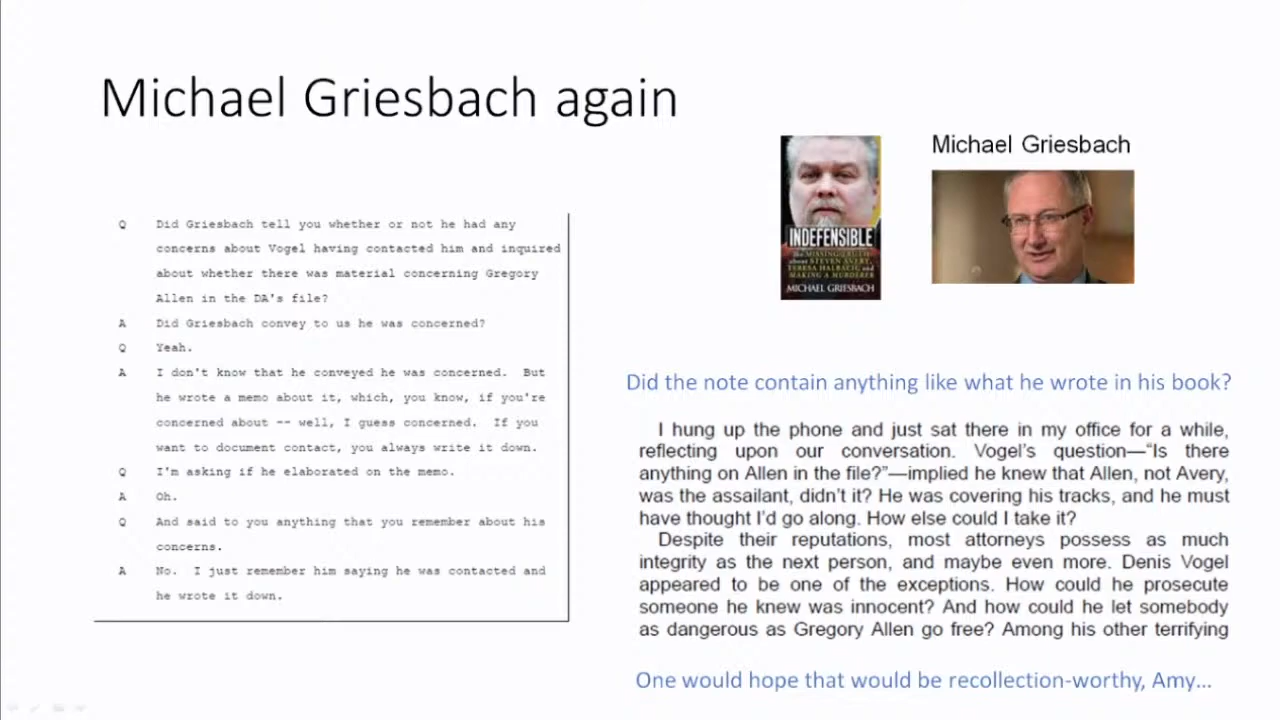 Michael Griesbach again
Q Did Griesbach tell you whether or not he had any
concerns about Vogel having contacted him and inquired
about whether there was material concerning Gregory
Allen in the DA's file?
A Did Griesbach convey to us he was concerned?
Q Yeah.
A I don't know that he conveyed he was concerned. But
he wrote a memo about it, which, you know, if you're
concerned about -- well, I guess concerned. If you
want to document contact, you always write it down.
Q I'm asking if he elaborated on the memo.
A Oh.
Q And said to you anything that you remember about his
concerns.
A No. I just remember him saying he was contacted and
he wrote it down.
INDEFENSIBLE
THE MISSING TRUTH
about STEVEN AVERY,
TERESA HALBACH, and
MAKING A MURDERER
MICHAEL GRIESBACH
Michael Griesbach
Did the note contain anything like what he wrote in his book?
I hung up the phone and just sat there in my office for a while,
reflecting upon our conversation. Vogel's question—“Is there
anything on Allen in the file?”—implied he knew that Allen, not Avery,
was the assailant, didn't it? He was covering his tracks, and he must
have thought I'd go along. How else could I take it?
Despite their reputations, most attorneys possess as much
integrity as the next person, and maybe even more. Denis Vogel
appeared to be one of the exceptions. How could he prosecute
someone he knew was innocent? And how could he let somebody
as dangerous as Gregory Allen go free? Among his other terrifying
One would hope that would be recollection-worthy, Amy...